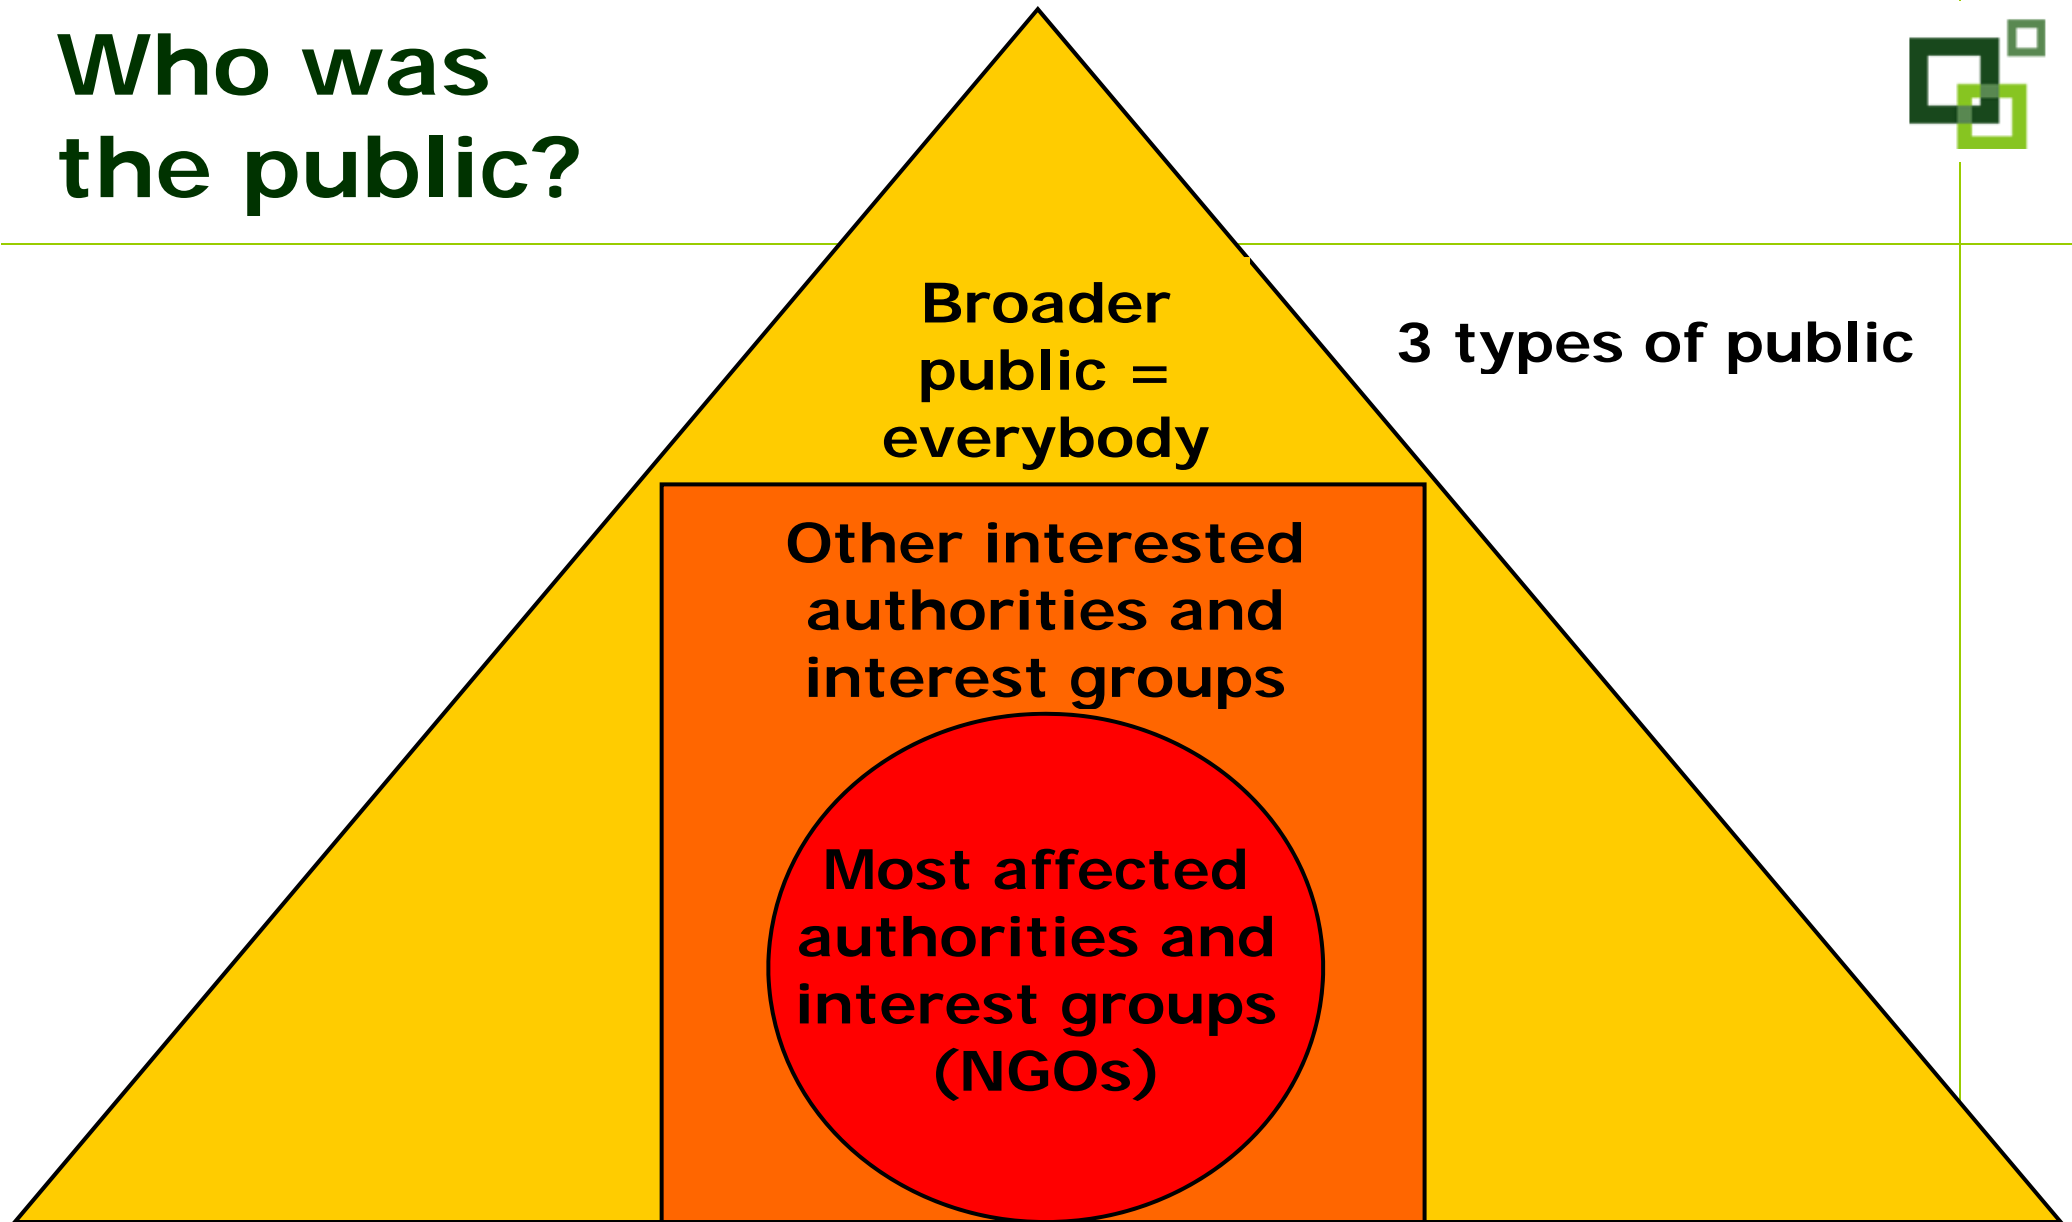 Who was
the public?
Broader
public =
everybody
3 types of public
Other interested
authorities and
interest groups
Most affected
authorities and
interest groups
(NGOs)